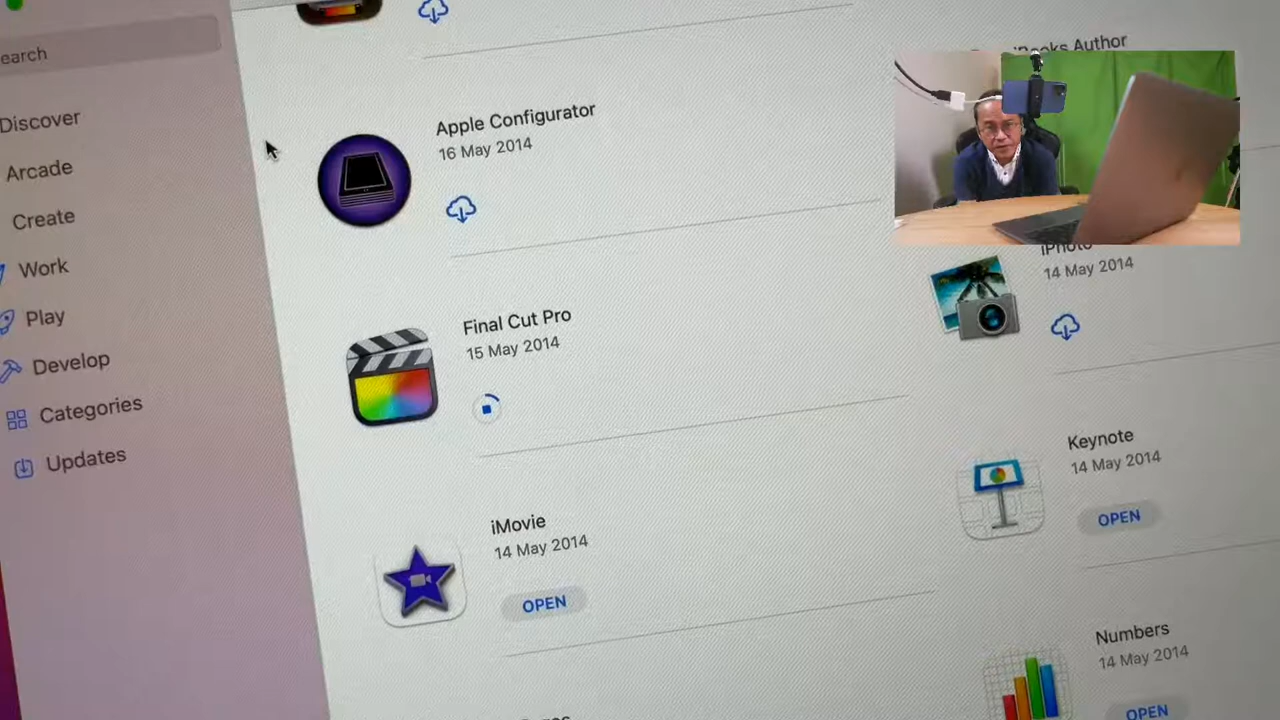 earch
Discover
Arcade
Create
Work
Play
Develop
Categories
Updates
Apple Configurator
16 May 2014
Final Cut Pro
15 May 2014
iMovie
14 May 2014
OPEN
Books Author
iPhoto
14 May 2014
Keynote
14 May 2014
OPEN
Numbers
14 May 2014
OPEN